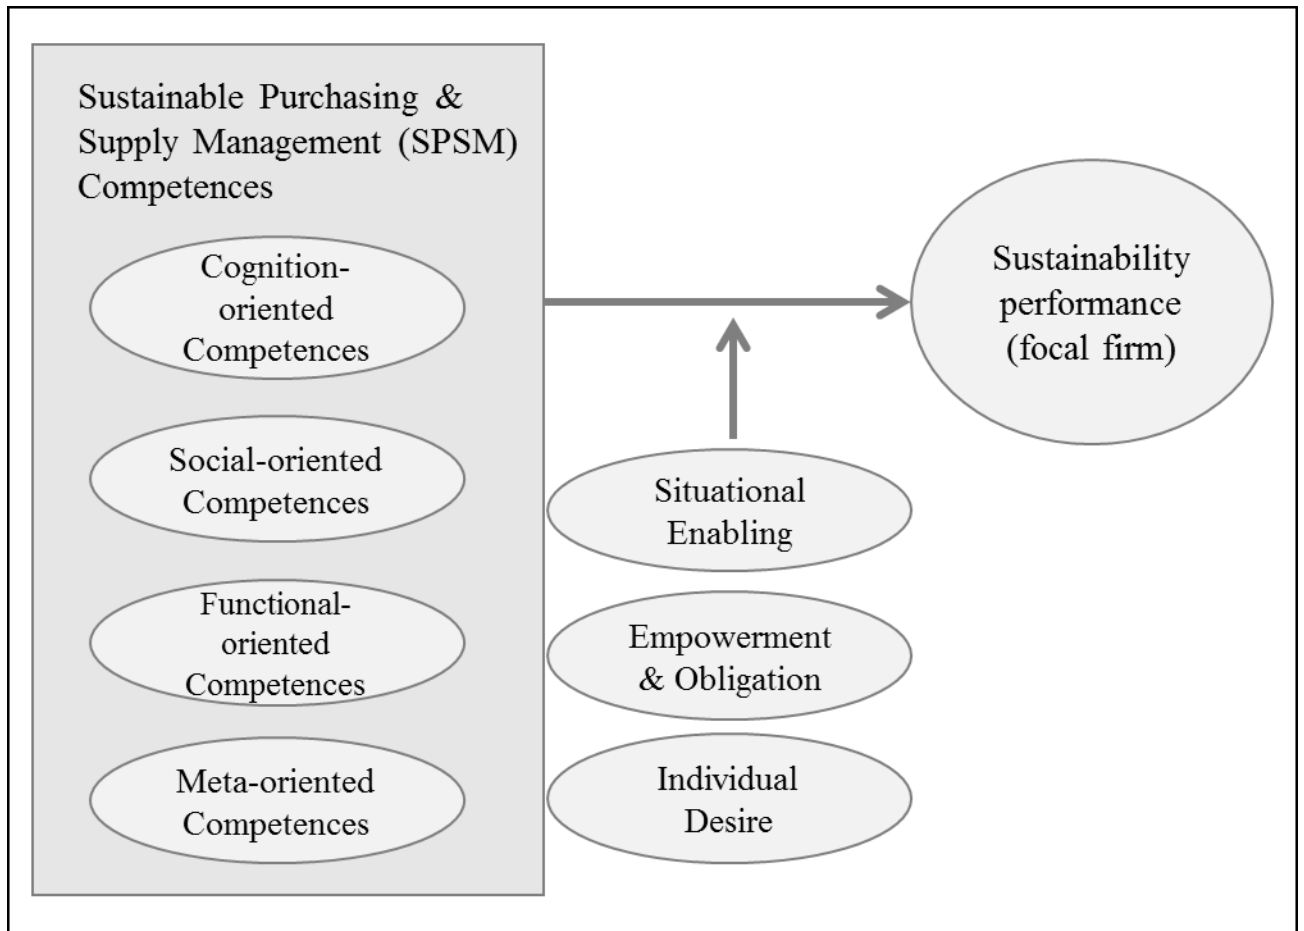 Sustainable Purchasing &
Supply Management (SPSM)
Competences
Cognition-
oriented
Competences
Social-oriented
Competences
Functional-
oriented
Competences
Meta-oriented
Competences
Situational
Enabling
Empowerment
& Obligation
Individual
Desire
Sustainability
performance
(focal firm)